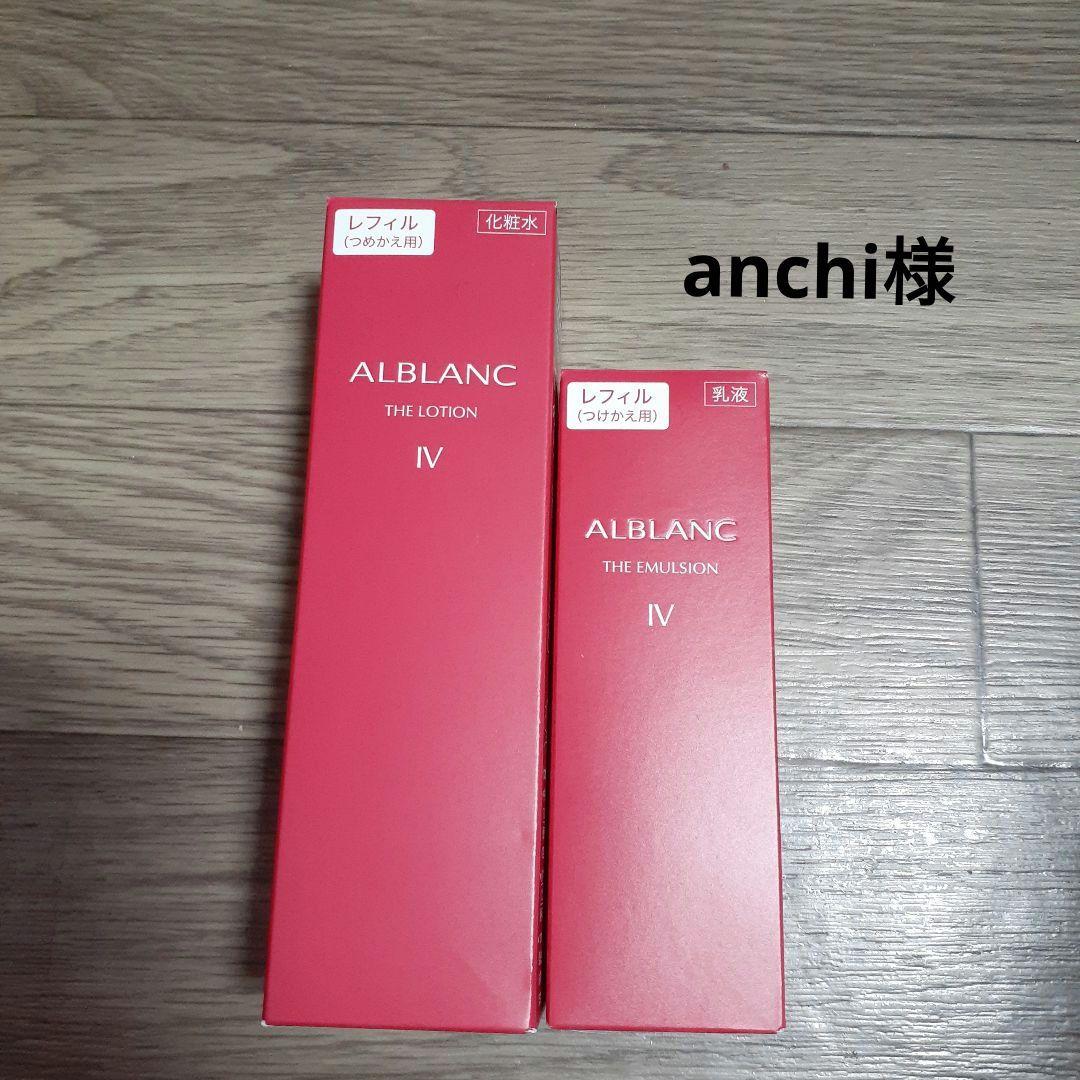 レフィル
(つめかえ用)
化粧水
ALBLANC
THE LOTION
IV
anchi様
レフィル
(つけかえ用)
乳液
ALBLANC
THE EMULSION
IV